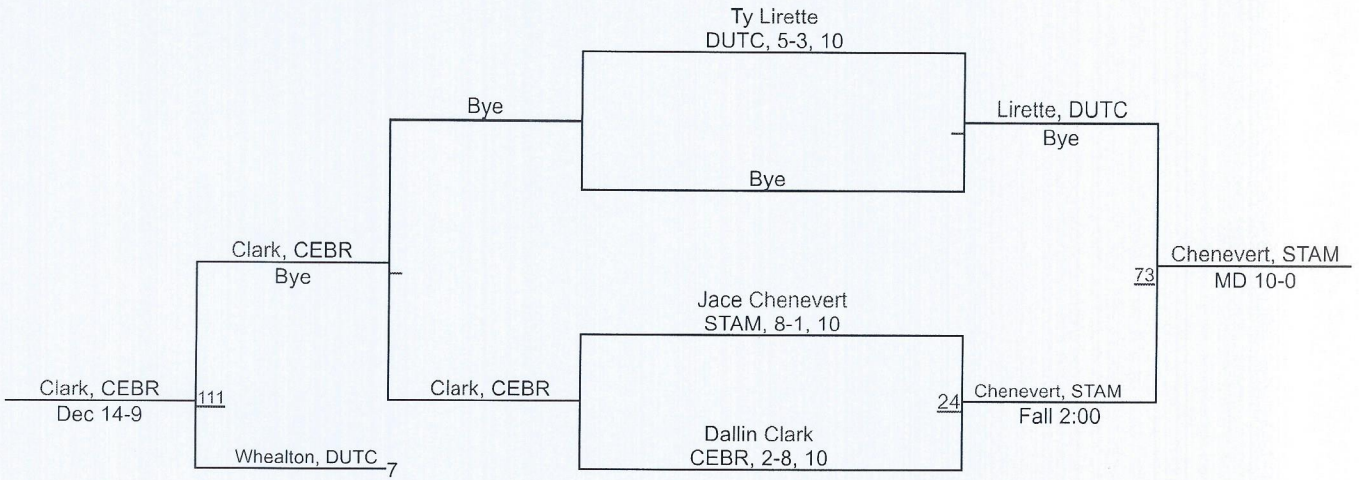 Ty Lirette
DUTC, 5-3, 10
Bye
Lirette, DUTC
Bye
Bye
Clark, CEBR
Bye
Chenevert, STAM
73
MD 10-0
Jace Chenevert
STAM, 8-1, 10
Clark, CEBR
Clark, CEBR
111
Dec 14-9
Chenevert, STAM
24
Fall 2:00
Dallin Clark
CEBR, 2-8, 10
Whealton, DUTC
7